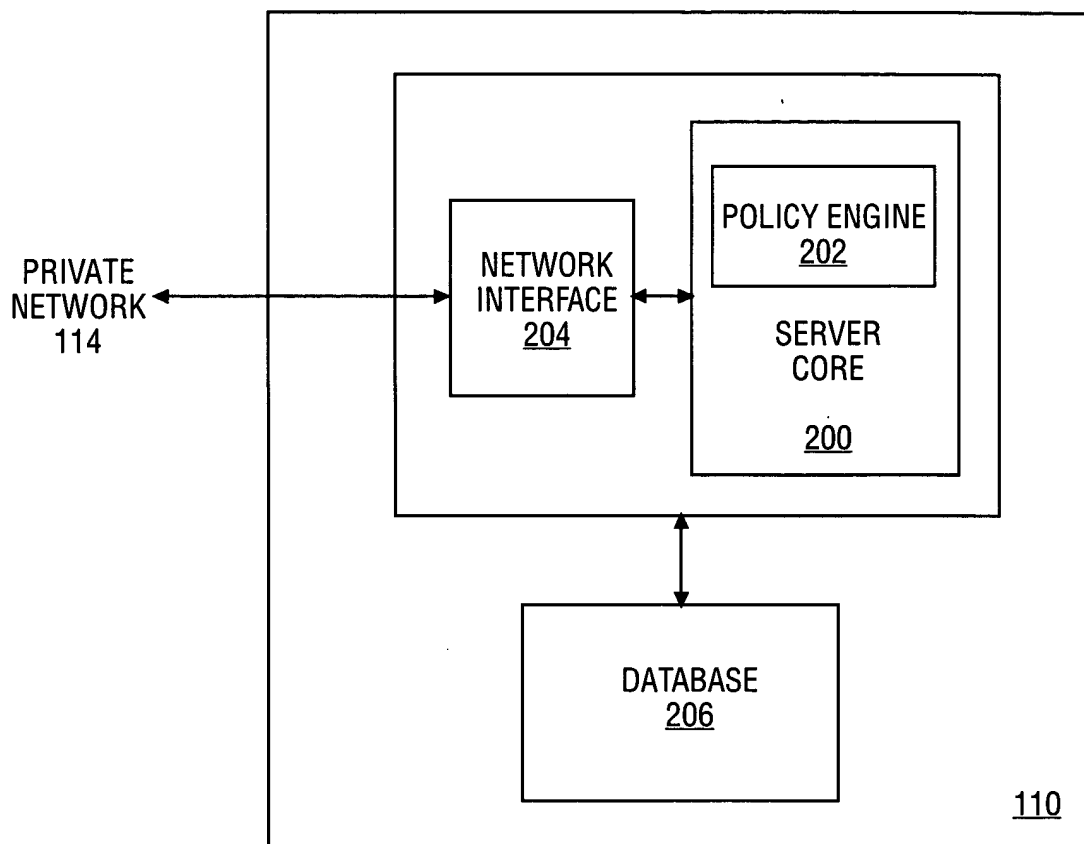 PRIVATE
NETWORK
114
NETWORK
INTERFACE
204
POLICY ENGINE
202
SERVER
CORE
200
DATABASE
206
110